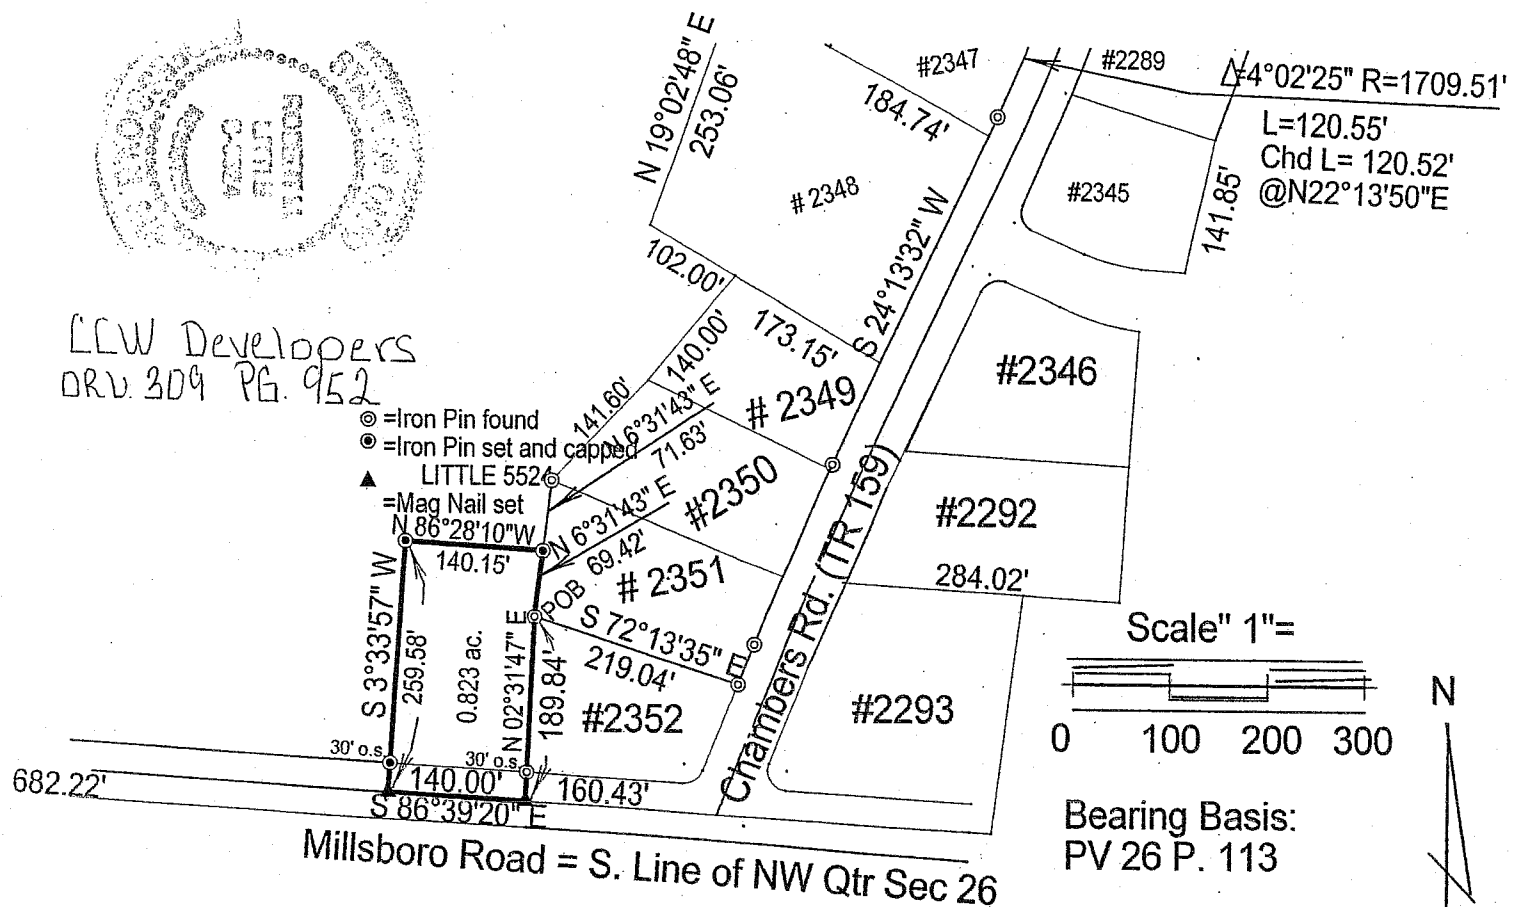 #2347
#2289
Δ=4°02'25" R=1709.51'
L=120.55'
Chd L= 120.52'
@N22°13'50"E
N 19°02'48" E
253.06'
184.74'
# 2348
#2345
141.85'
S 24°13'32" W
102.00'
173.15'
140.00'
141.60'
LLW Developers
DRV. 309 PG. 952
=Iron Pin found
=Iron Pin set and capped
LITTLE 5524
=Mag Nail set
N 6°31'43" E
71.63'
# 2349
#2346
#2350
N 86°28'10"W
140.15'
N 6°31'43" E
69.42'
POB
# 2351
#2292
284.02'
Chambers Rd. (TR 159)
S 72°13'35"
E
219.04'
#2352
#2293
S 3°33'57" W
259.58'
0.823 ac.
N 02°31'47" E
189.84'
30' o.s.
30' o.s.
682.22'
140.00'
160.43'
S 86°39'20" E
Millsboro Road = S. Line of NW Qtr Sec 26
Scale" 1"=
0 100 200 300
N
Bearing Basis:
PV 26 P. 113